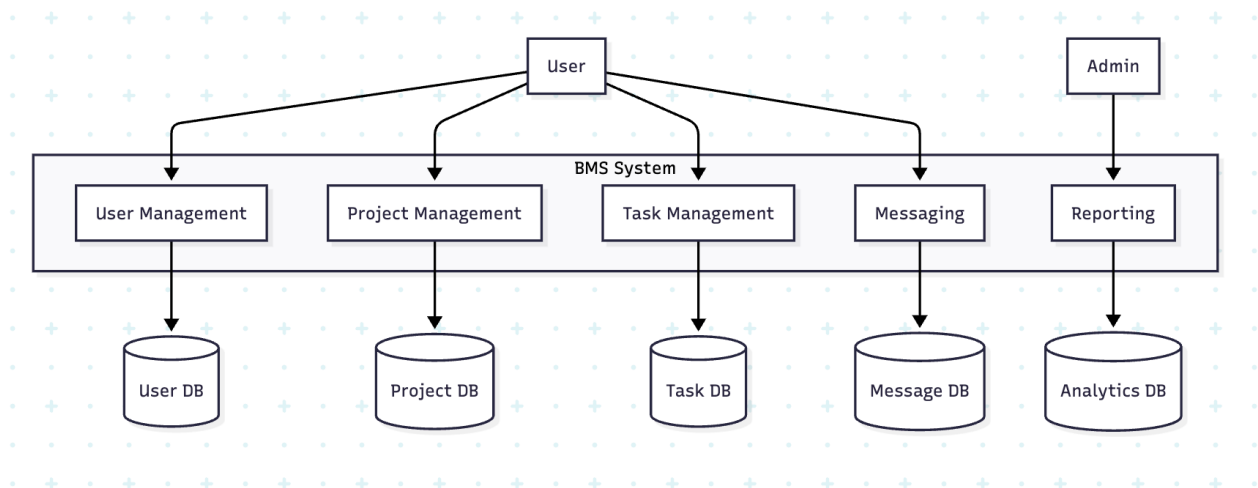 User
Admin
BMS System
User Management
Project Management
Task Management
Messaging
Reporting
User DB
Project DB
Task DB
Message DB
Analytics DB